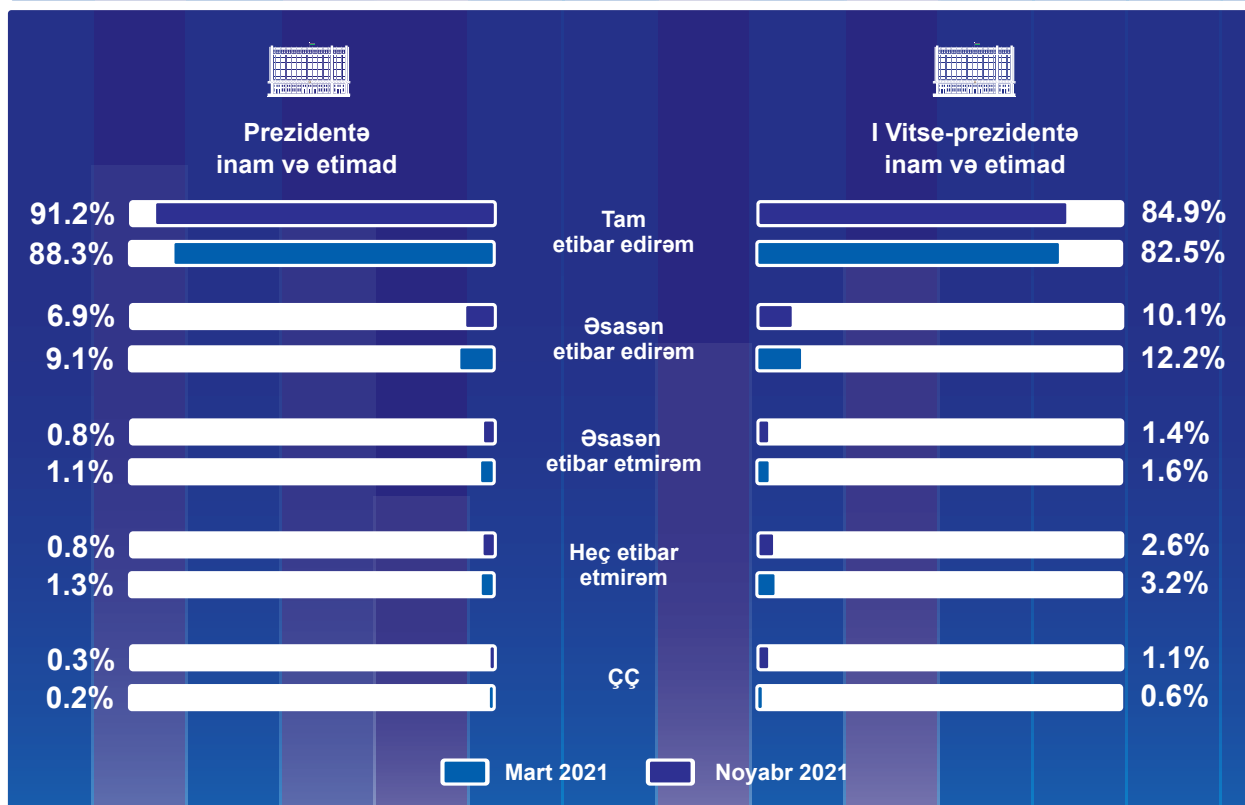 Prezidentə
inam və etimad
I Vitse-prezidentə
inam və etimad
91.2%
88.3%
Tam
etibar edirəm
84.9%
82.5%
6.9%
9.1%
Əsasən
etibar edirəm
10.1%
12.2%
0.8%
1.1%
Əsasən
etibar etmirəm
1.4%
1.6%
0.8%
1.3%
Heç etibar
etmirəm
2.6%
3.2%
0.3%
0.2%
ÇÇ
1.1%
0.6%
Mart 2021
Noyabr 2021